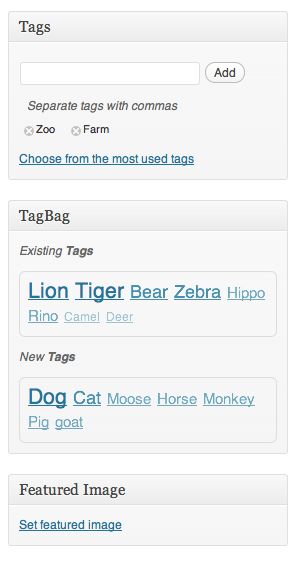 Tags
Add
Separate tags with commas
Zoo Farm
Choose from the most used tags
TagBag
Existing Tags
Lion Tiger Bear Zebra Hippo
Rino Camel Deer
New Tags
Dog Cat Moose Horse Monkey
Pig goat
Featured Image
Set featured image